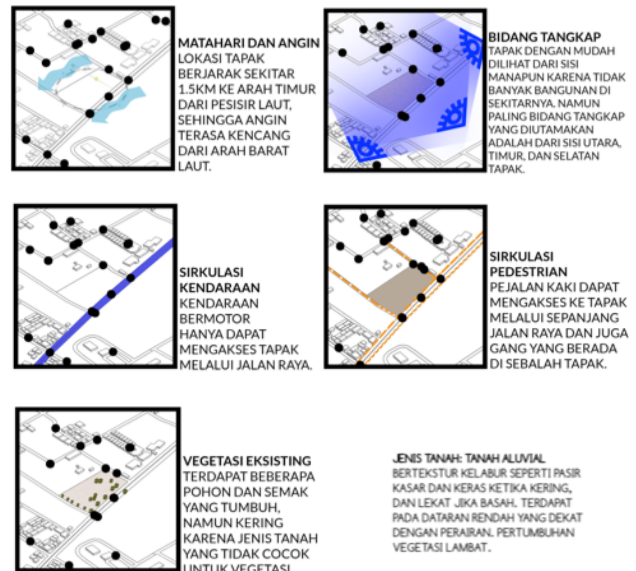 MATAHARI DAN ANGIN
LOKASI TAPAK
BERJARAK SEKITAR
1.5KM KE ARAH TIMUR
DARI PESISIR LAUT,
SEHINGGA ANGIN
TERASA KENCANG
DARI ARAH BARAT
LAUT.
BIDANG TANGKAP
TAPAK DENGAN MUDAH
DILIHAT DARI SISI
MANAPUN KARENA TIDAK
BANYAK BANGUNAN DI
SEKITARNYA. NAMUN
PALING BIDANG TANGKAP
YANG DIUTAMAKAN
ADALAH DARI SISI UTARA,
TIMUR, DAN SELATAN
TAPAK.
SIRKULASI
KENDARAAN
KENDARAAN
BERMOTOR
HANYA DAPAT
MENGAKSES TAPAK
MELALUI JALAN RAYA.
SIRKULASI
PEDESTRIAN
PEJALAN KAKI DAPAT
MENGAKSES KE TAPAK
MELALUI SEPANJANG
JALAN RAYA DAN JUGA
GANG YANG BERADA
DI SEBALAH TAPAK.
VEGETASI EKSISTING
TERDAPAT BEBERAPA
POHON DAN SEMAK
YANG TUMBUH,
NAMUN KERING
KARENA JENIS TANAH
YANG TIDAK COCOK
UNTUK VEGETASI
JENIS TANAH: TANAH ALUVIAL
BERTEKSTUR KELABUR SEPERTI PASIR
KASAR DAN KERAS KETIKA KERING,
DAN LEKAT JIKA BASAH. TERDAPAT
PADA DATARAN RENDAH YANG DEKAT
DENGAN PERAIRAN. PERTUMBUHAN
VEGETASI LAMBAT.